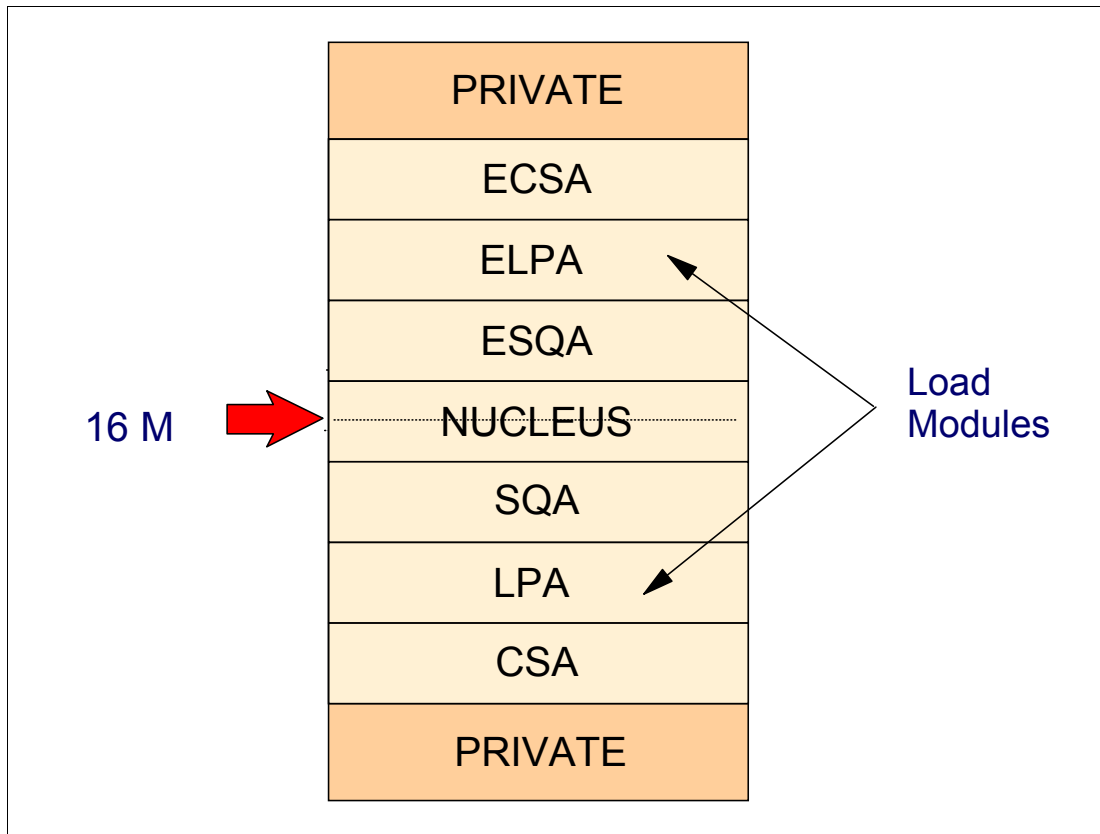 PRIVATE
ECSA
ELPA
ESQA
16 M
NUCLEUS
Load
Modules
SQA
LPA
CSA
PRIVATE